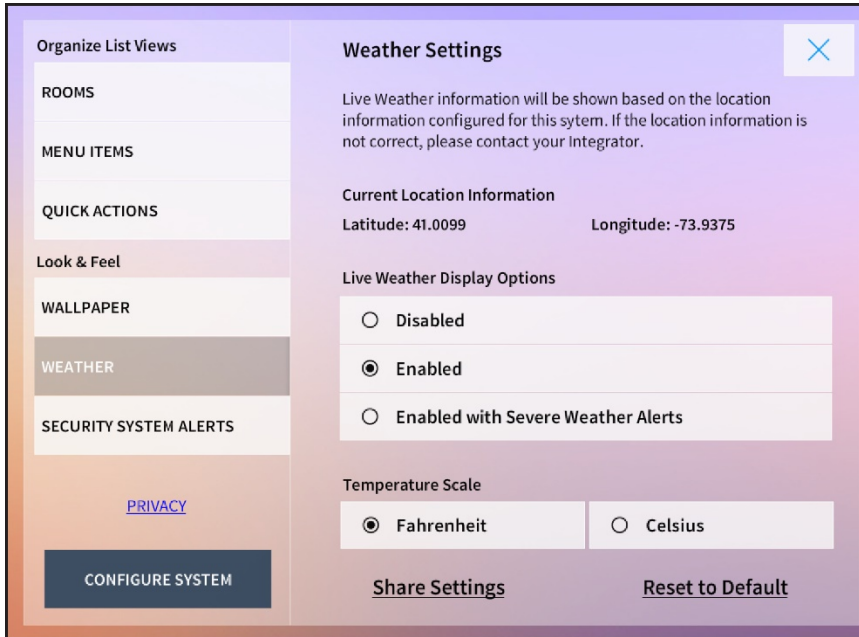 Organize List Views
ROOMS
MENU ITEMS
QUICK ACTIONS
Look & Feel
WALLPAPER
WEATHER
SECURITY SYSTEM ALERTS
PRIVACY
CONFIGURE SYSTEM
Weather Settings
Live Weather information will be shown based on the location
information configured for this sytem. If the location information is
not correct, please contact your Integrator.
Current Location Information
Latitude: 41.0099 Longitude: -73.9375
Live Weather Display Options
Disabled
Enabled
Enabled with Severe Weather Alerts
Temperature Scale
Fahrenheit Celsius
Share Settings Reset to Default